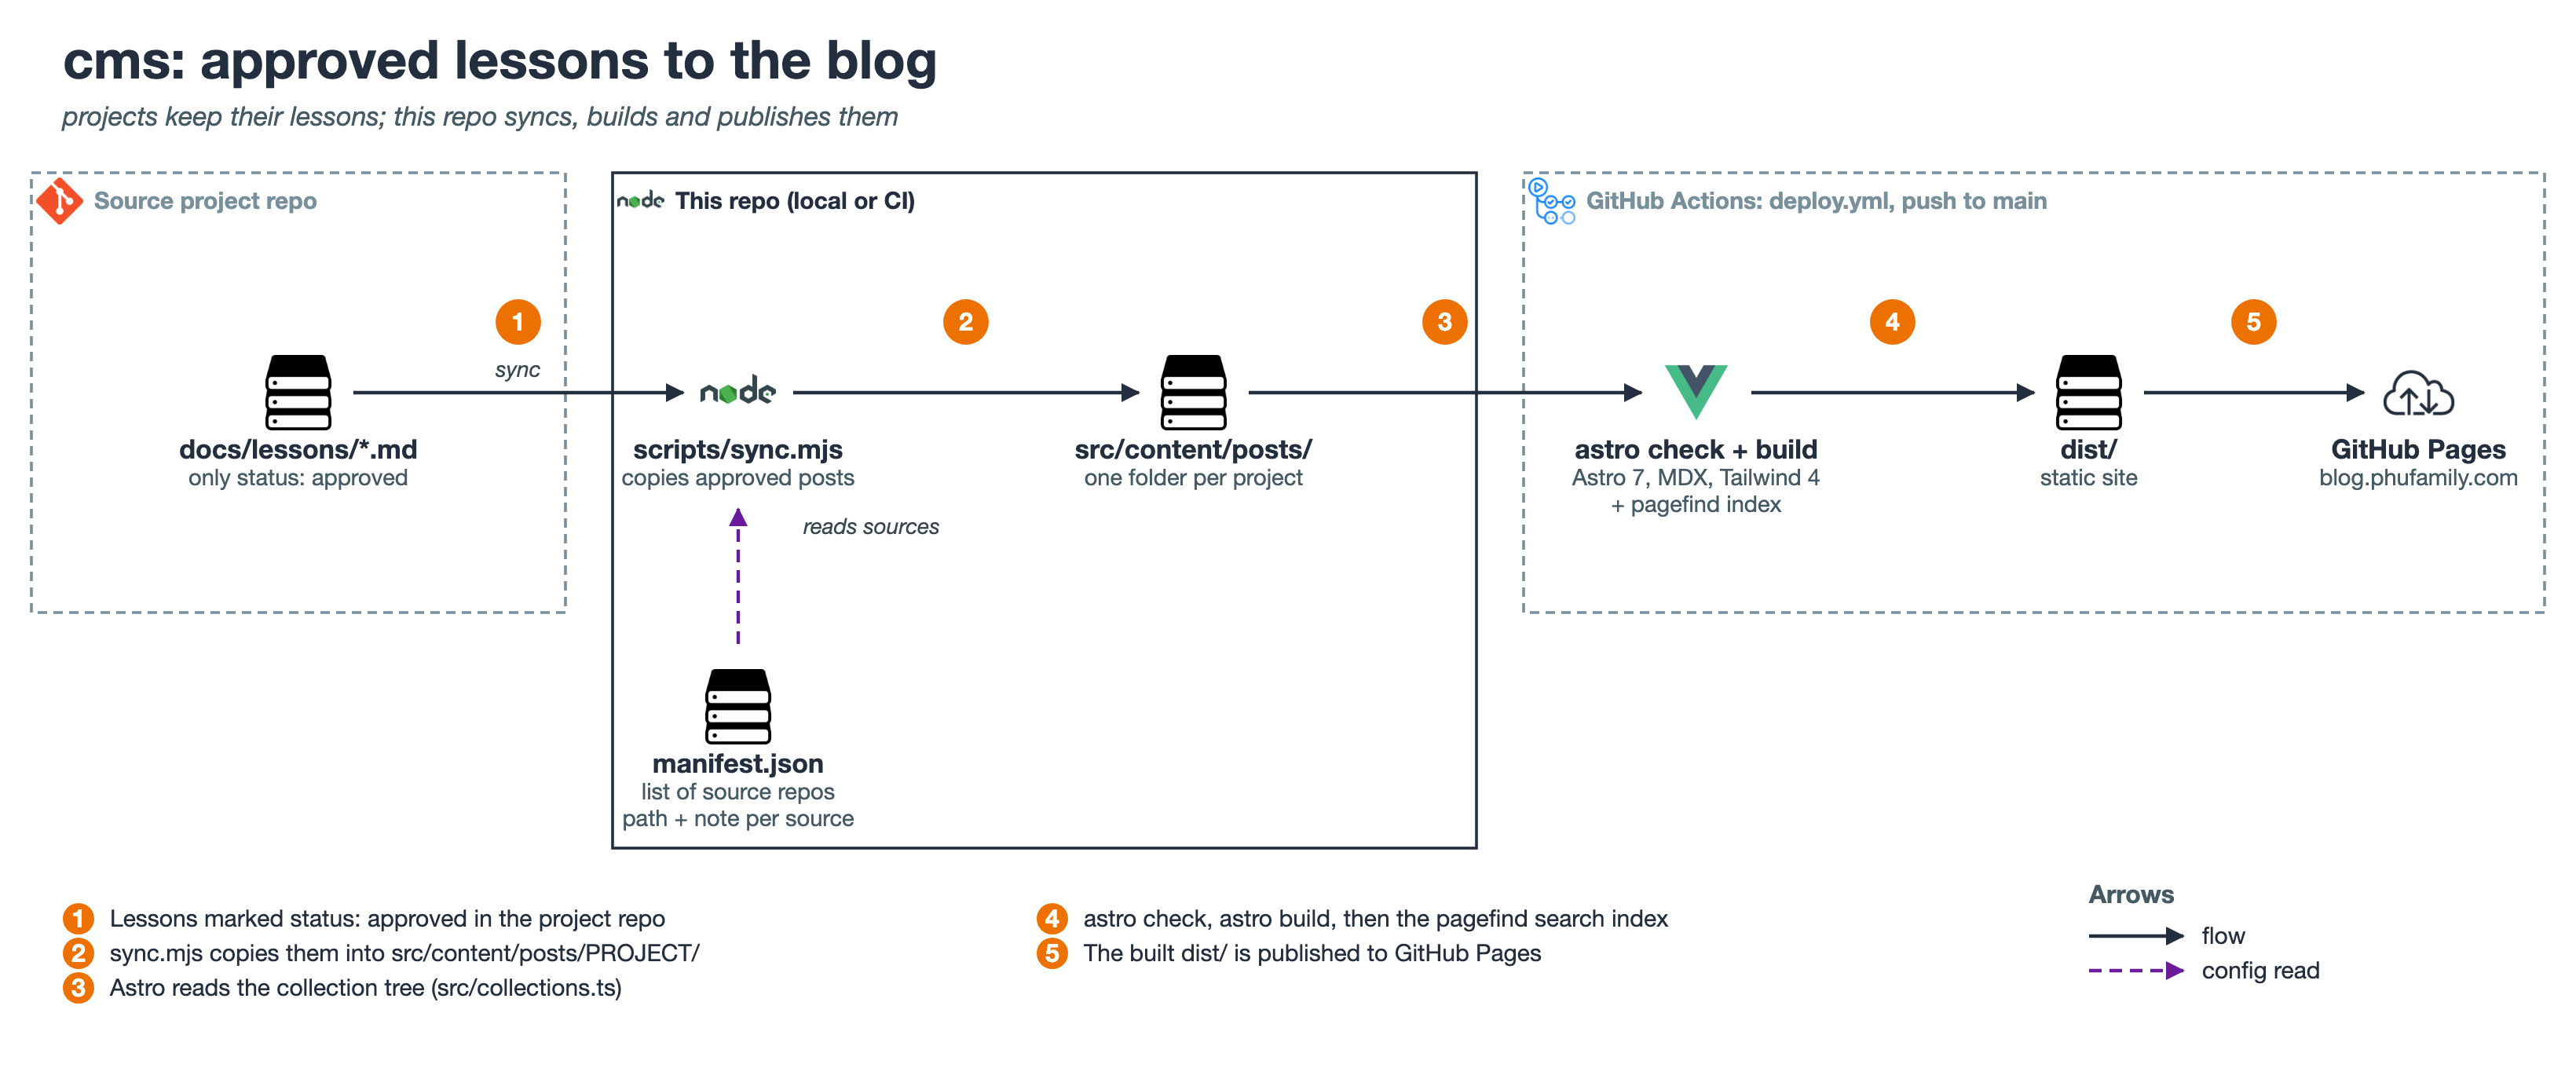 cms: approved lessons to the blog
projects keep their lessons; this repo syncs, builds and publishes them
Source project repo
node This repo (local or CI)
GitHub Actions: deploy.yml, push to main
1
2
3
4
5
sync
node
docs/lessons/*.md
only status: approved
scripts/sync.mjs
copies approved posts
src/content/posts/
one folder per project
astro check + build
Astro 7, MDX, Tailwind 4
+ pagefind index
dist/
static site
GitHub Pages
blog.phufamily.com
reads sources
manifest.json
list of source repos
path + note per source
1 Lessons marked status: approved in the project repo
2 sync.mjs copies them into src/content/posts/PROJECT/
3 Astro reads the collection tree (src/collections.ts)
4 astro check, astro build, then the pagefind search index
5 The built dist/ is published to GitHub Pages
Arrows
flow
config read